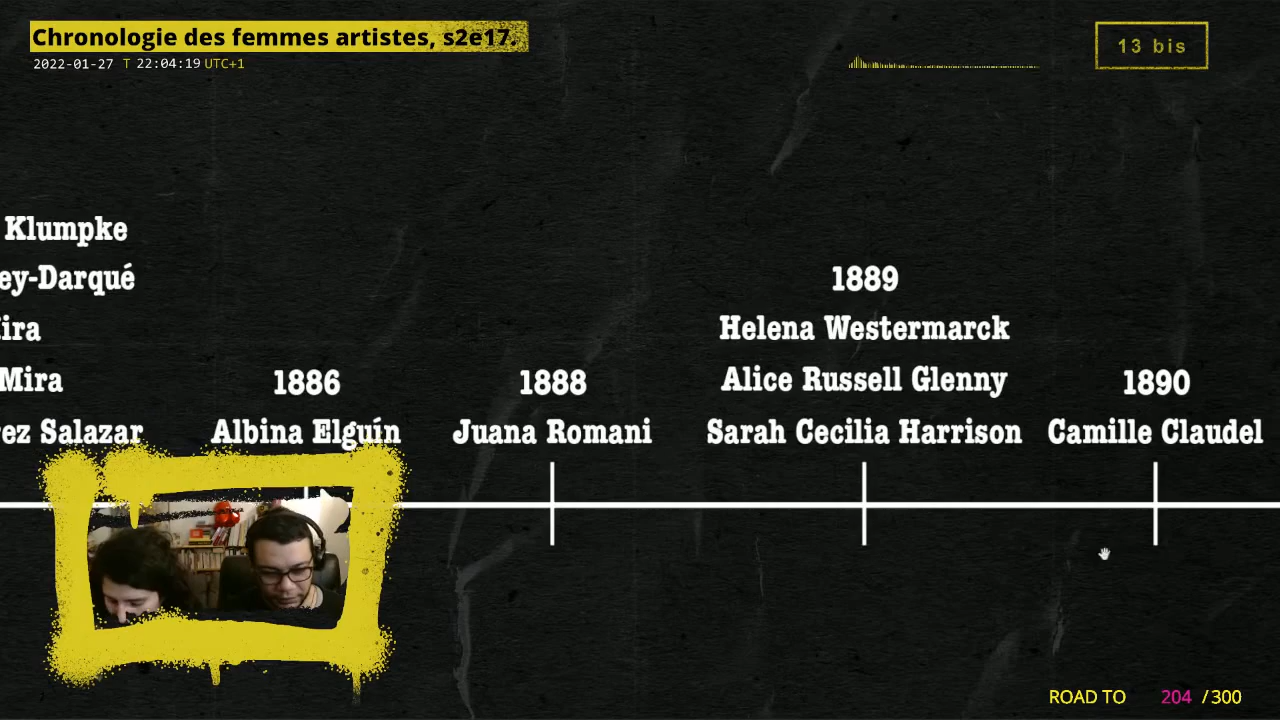 Chronologie des femmes artistes, s2e17.
2022-01-27 T 22:04:19 UTC+1
13 bis
Klumpke
ey-Darqué
ira
Mira
ez Salazar
1886
Albina Elguín
1888
Juana Romani
1889
Helena Westermarck
Alice Russell Glenny
Sarah Cecilia Harrison
1890
Camille Claudel
ROAD TO 204 / 300